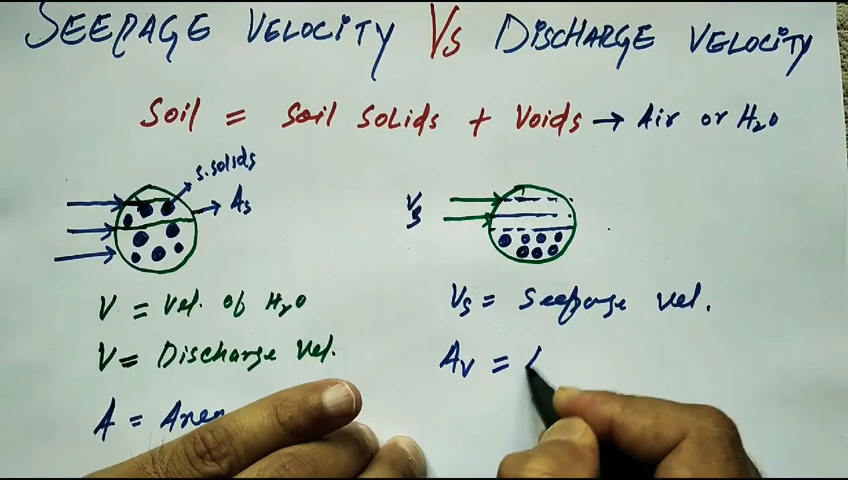 SEEPAGE VELOCITY Vs DISCHARGE VELOCITY
Soil = Soil Solids + Voids → Air or H2O
s.solids
As
Vs
V = Vel. of H2O
Vs = Seepage vel.
V = Discharge Vel.
Av =
A = Area